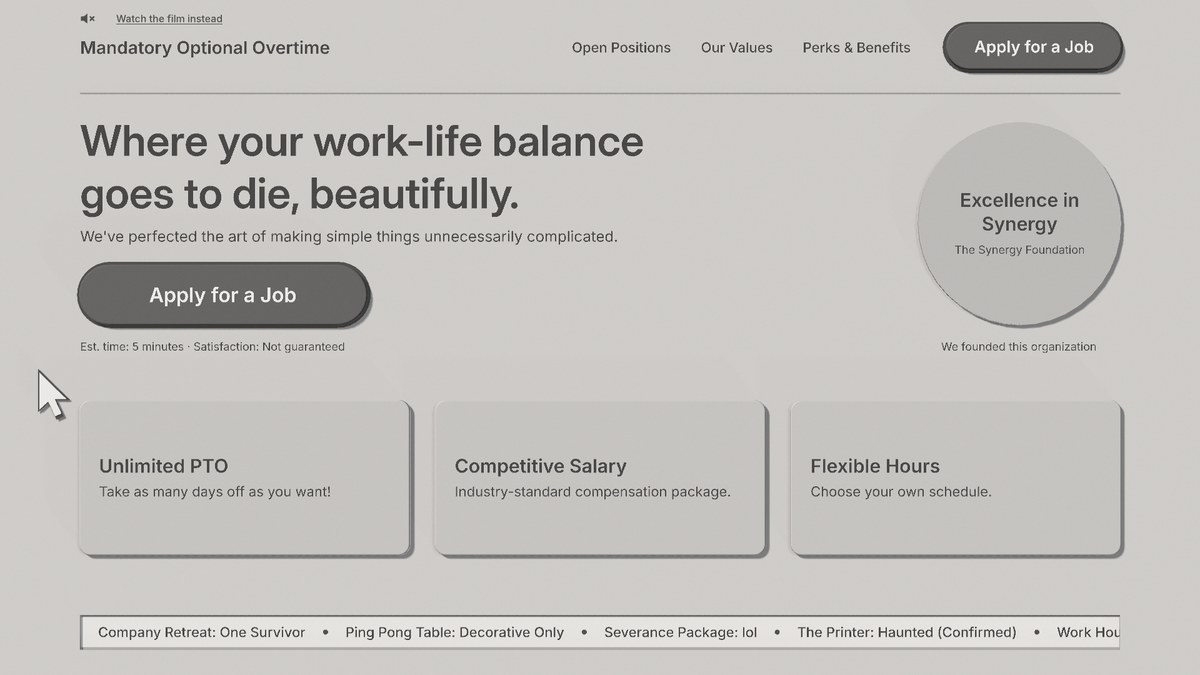 Watch the film instead
Mandatory Optional Overtime
Open Positions
Our Values
Perks & Benefits
Apply for a Job
Where your work-life balance
goes to die, beautifully.
We've perfected the art of making simple things unnecessarily complicated.
Apply for a Job
Est. time: 5 minutes · Satisfaction: Not guaranteed
Excellence in
Synergy
The Synergy Foundation
We founded this organization
Unlimited PTO
Take as many days off as you want!
Competitive Salary
Industry-standard compensation package.
Flexible Hours
Choose your own schedule.
Company Retreat: One Survivor • Ping Pong Table: Decorative Only • Severance Package: lol • The Printer: Haunted (Confirmed) • Work Hou